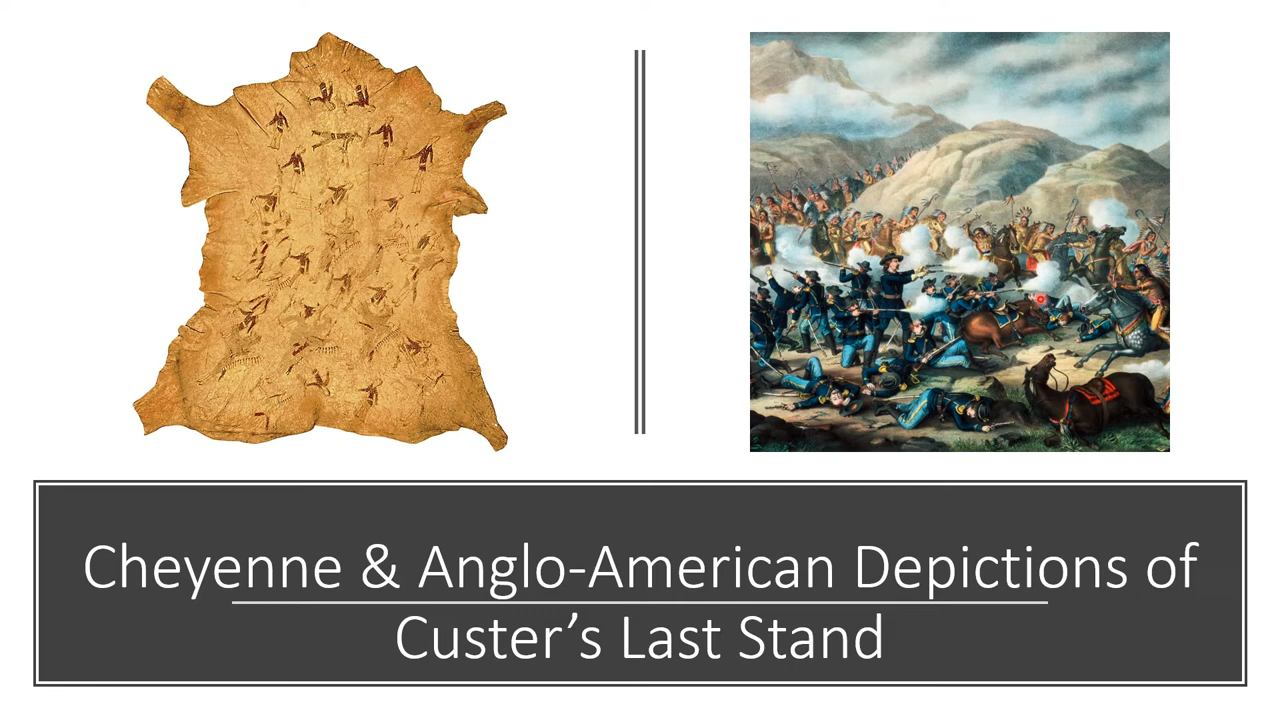 Cheyenne & Anglo-American Depictions of
Custer’s Last Stand